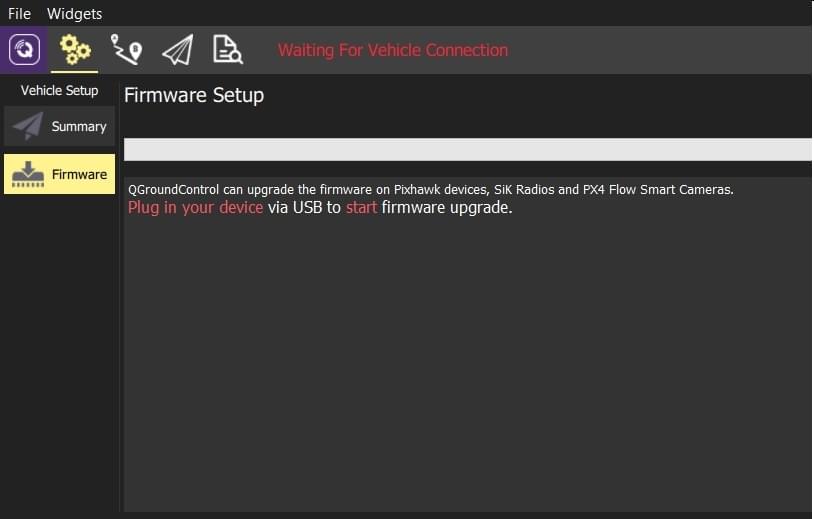 File Widgets
Waiting For Vehicle Connection
Vehicle Setup
Summary
Firmware
Firmware Setup
QGroundControl can upgrade the firmware on Pixhawk devices, SiK Radios and PX4 Flow Smart Cameras.
Plug in your device via USB to start firmware upgrade.